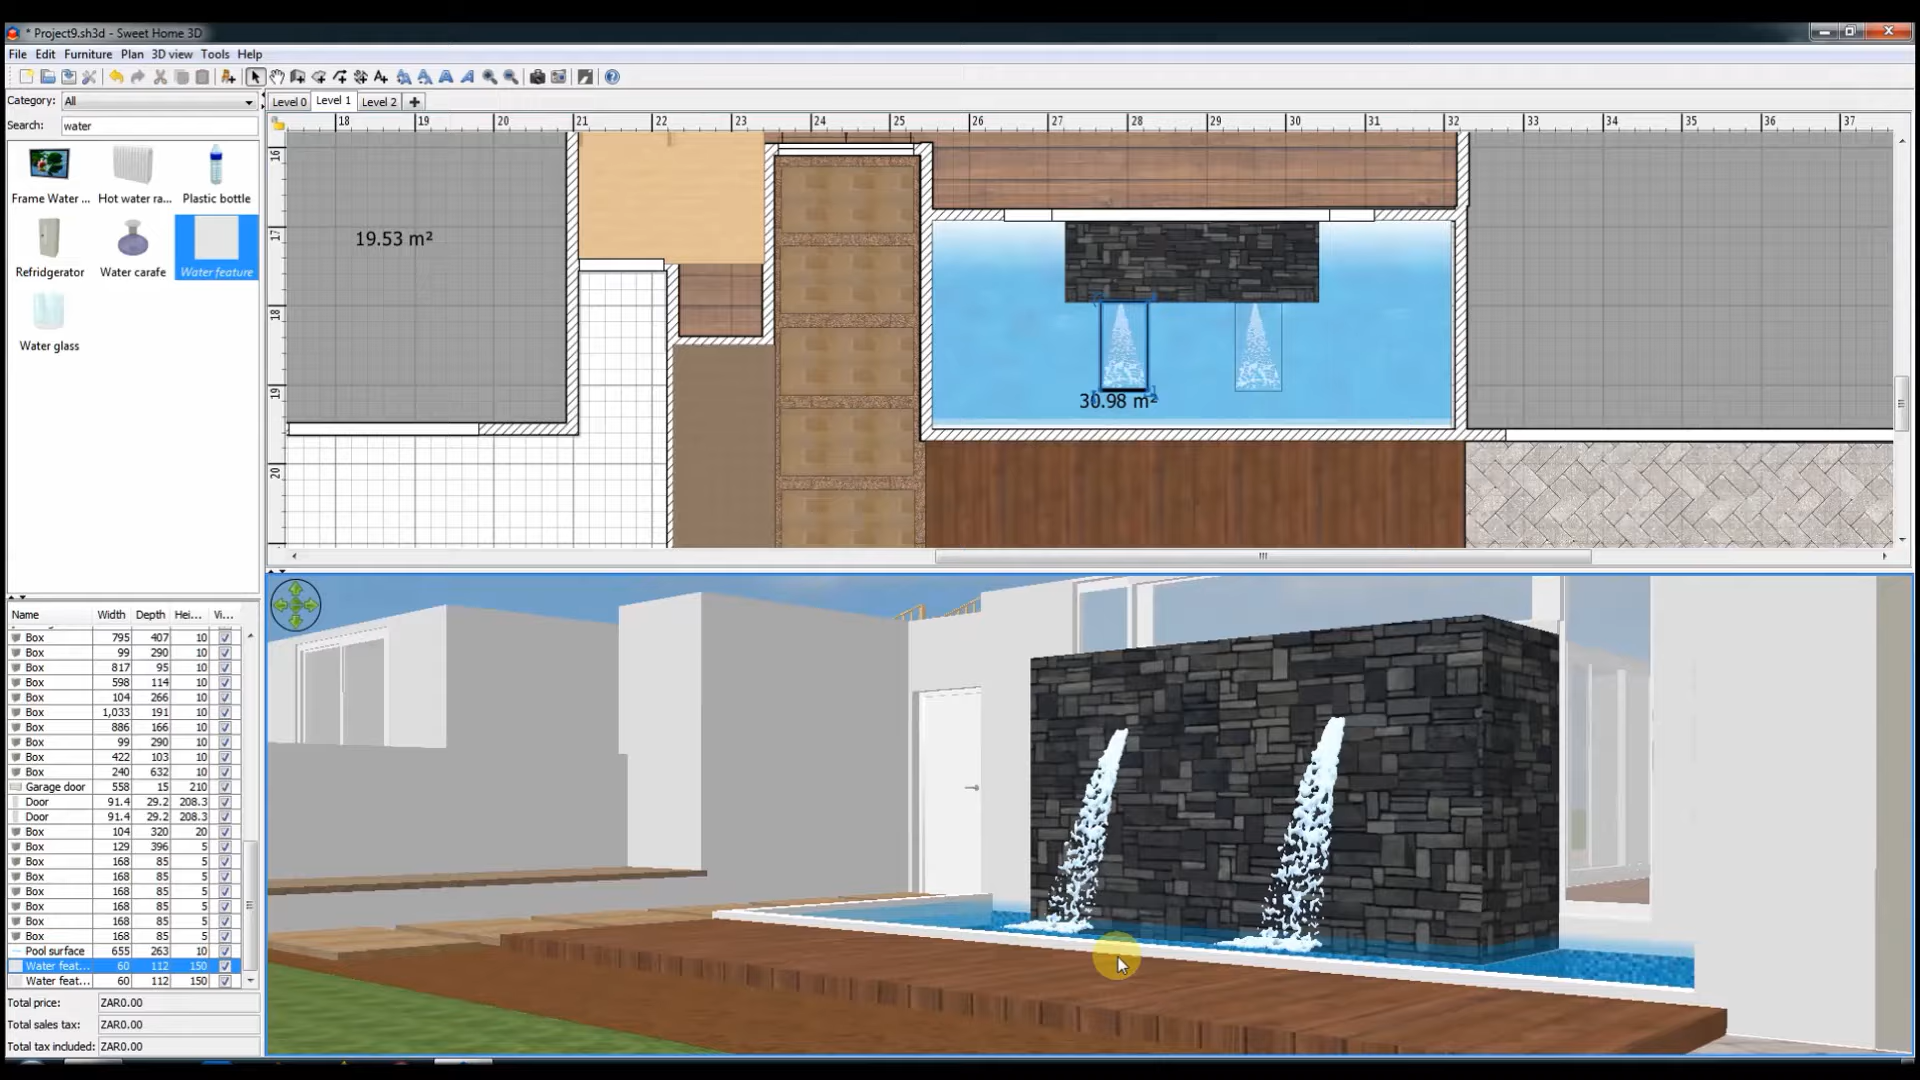 * Project9.sh3d - Sweet Home 3D
File Edit Furniture Plan 3D view Tools Help
Category: All
Search: water
Frame Water ... Hot water ra... Plastic bottle
Refridgerator Water carafe Water feature
Water glass
Level 0 Level 1 Level 2
18 19 20 21 22 23 24 25 26 27 28 29 30 31 32 33 34 35 36 37
16
17
18
19
20
19.53 m²
30.98 m²
Name Width Depth Hei... Vi...
Box 795 407 10
Box 99 290 10
Box 817 95 10
Box 598 114 10
Box 104 266 10
Box 1,033 191 10
Box 886 166 10
Box 99 290 10
Box 422 103 10
Box 240 632 10
Garage door 558 15 210
Door 91.4 29.2 208.3
Door 91.4 29.2 208.3
Box 104 320 20
Box 129 396 5
Box 168 85 5
Box 168 85 5
Box 168 85 5
Box 168 85 5
Box 168 85 5
Box 168 85 5
Pool surface 655 263 10
Water feat... 60 112 150
Water feat... 60 112 150
Total price: ZAR0.00
Total sales tax: ZAR0.00
Total tax included: ZAR0.00